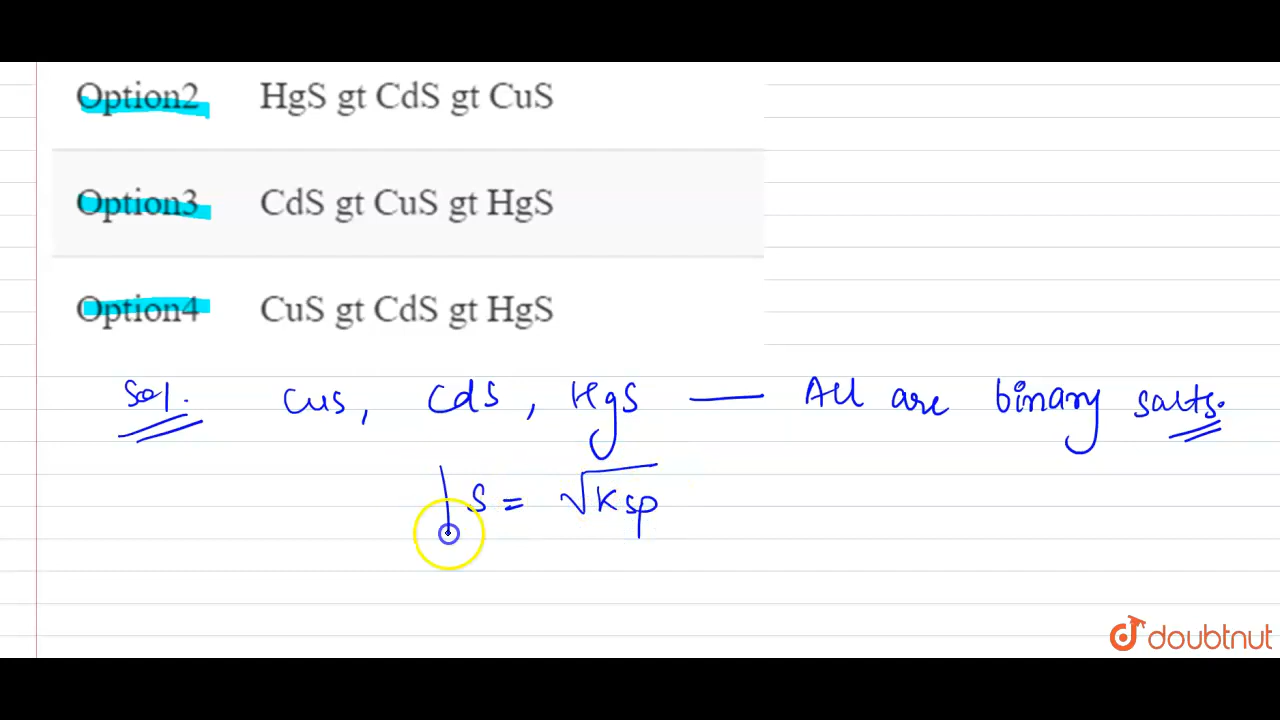 Option2 HgS gt CdS gt CuS
Option3 CdS gt CuS gt HgS
Option4 CuS gt CdS gt HgS
Sol. CuS, CdS, HgS — All are binary salts.
S = √Ksp
doubtnut